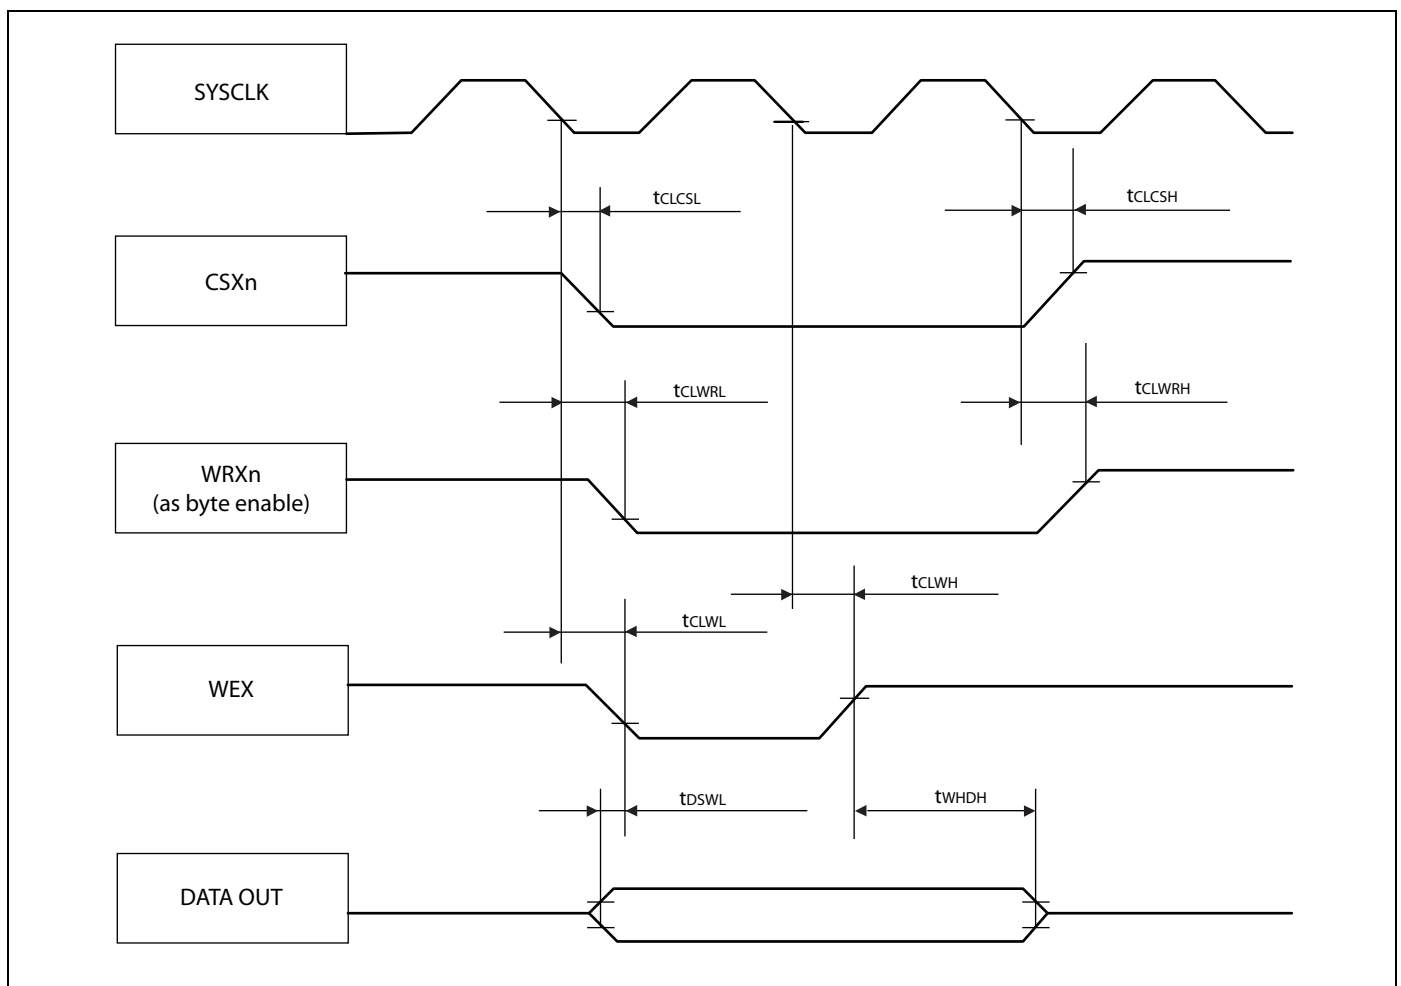 SYSCLK
tCLCSL
tCLCSH
CSXn
tCLWRL
tCLWRH
WRXn
(as byte enable)
tCLWH
tCLWL
WEX
tDSWL
tWHDH
DATA OUT